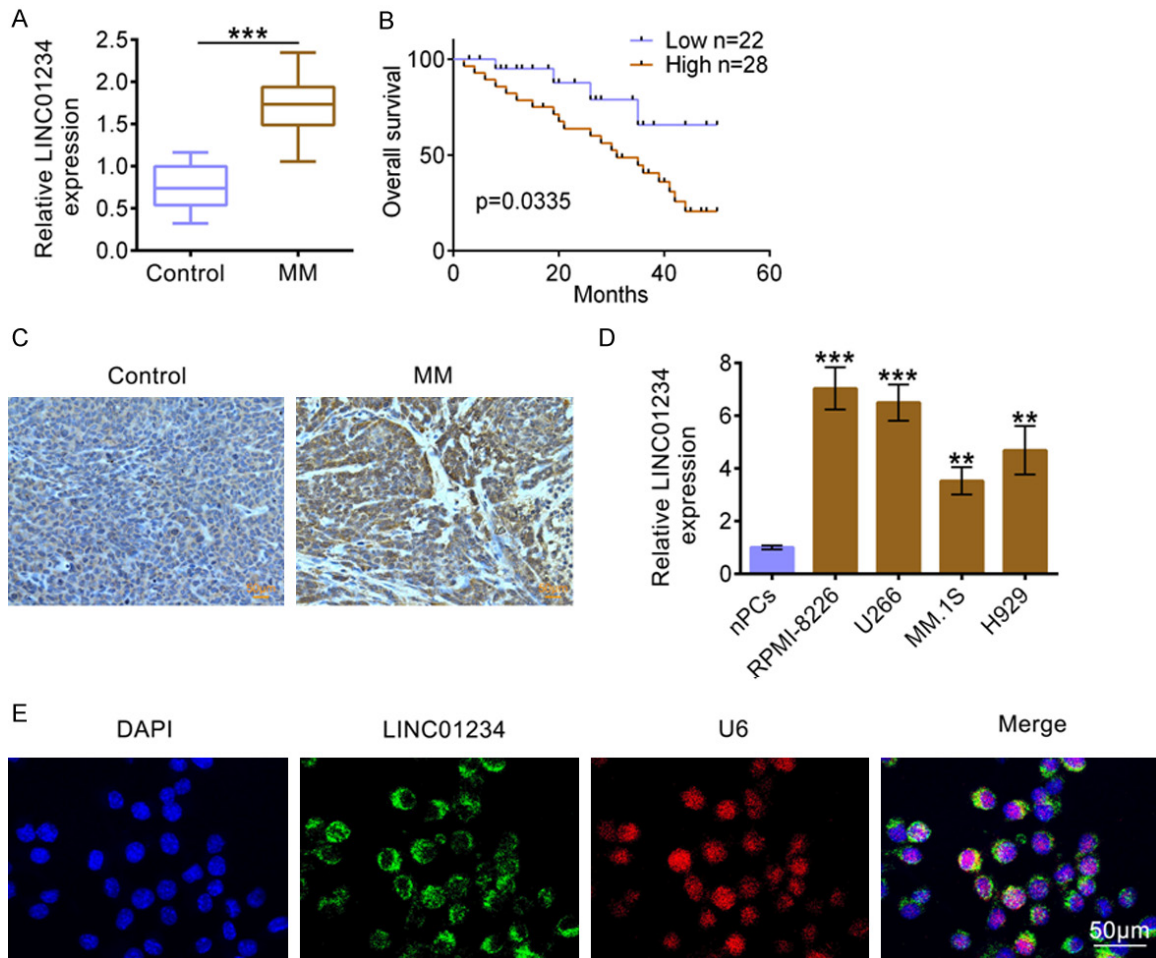 A
Relative LINC01234
expression
2.5
2.0
1.5
1.0
0.5
0.0
***
Control
MM
B
Overall survival
100
50
0
Low n=22
High n=28
p=0.0335
0
20
40
60
Months
C
Control
MM
D
Relative LINC01234
expression
8
6
4
2
0
***
***
**
**
nPCs
RPMI-8226
U266
MM.1S
H929
E
DAPI
LINC01234
U6
Merge
50µm